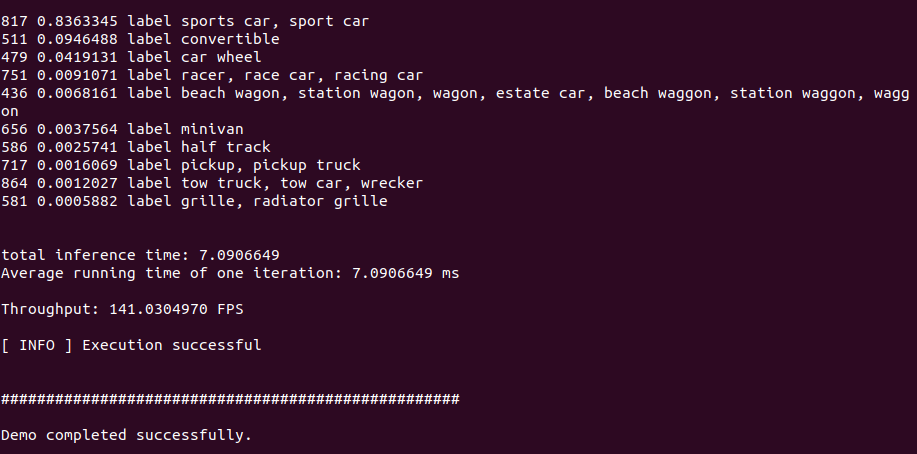 817 0.8363345 label sports car, sport car
511 0.0946488 label convertible
479 0.0419131 label car wheel
751 0.0091071 label racer, race car, racing car
436 0.0068161 label beach wagon, station wagon, wagon, estate car, beach waggon, station waggon, wagg
on
656 0.0037564 label minivan
586 0.0025741 label half track
717 0.0016069 label pickup, pickup truck
864 0.0012027 label tow truck, tow car, wrecker
581 0.0005882 label grille, radiator grille
total inference time: 7.0906649
Average running time of one iteration: 7.0906649 ms
Throughput: 141.0304970 FPS
[ INFO ] Execution successful
###################################################
Demo completed successfully.